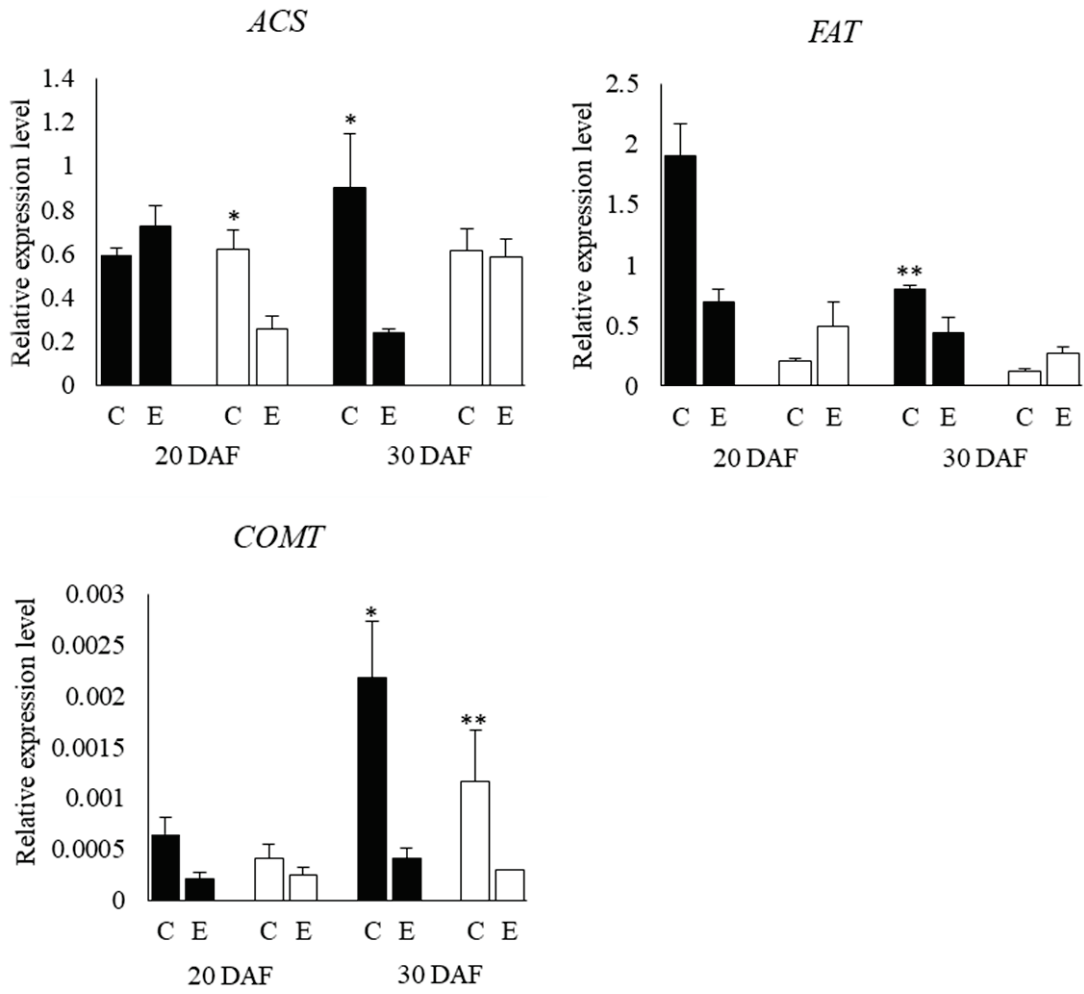 ACS
Relative expression level
1.4
1.2
1
0.8
0.6
0.4
0.2
0
*
*
C E C E C E C E
20 DAF 30 DAF
FAT
Relative expression level
2.5
2
1.5
1
0.5
0
**
C E C E C E C E
20 DAF 30 DAF
COMT
Relative expression level
0.003
0.0025
0.002
0.0015
0.001
0.0005
0
*
**
C E C E C E C E
20 DAF 30 DAF